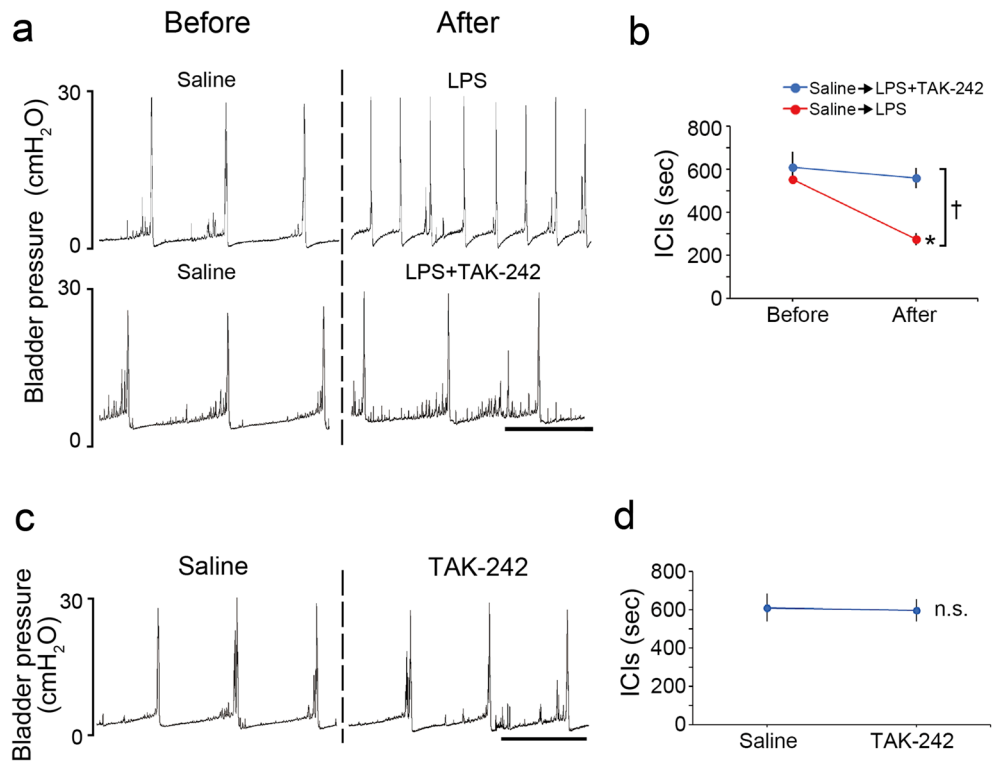 a
Before
After
Saline
LPS
30
0
Bladder pressure (cmH2O)
Saline
LPS+TAK-242
30
0
b
Saline→LPS+TAK-242
Saline→LPS
800
600
400
200
0
ICIs (sec)
*
†
Before
After
c
Saline
TAK-242
30
0
Bladder pressure
(cmH2O)
d
800
600
400
200
0
ICIs (sec)
n.s.
Saline
TAK-242